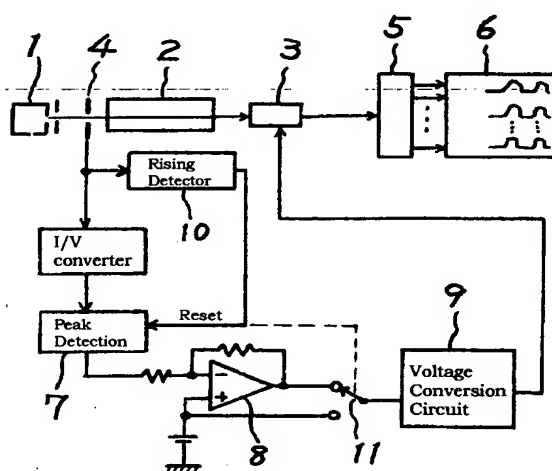 1 4 2 3 5 6
Rising
Detector
10
I/V
converter
Reset
Peak
Detection
7
− 
+
8
11
9
Voltage
Conversion
Circuit